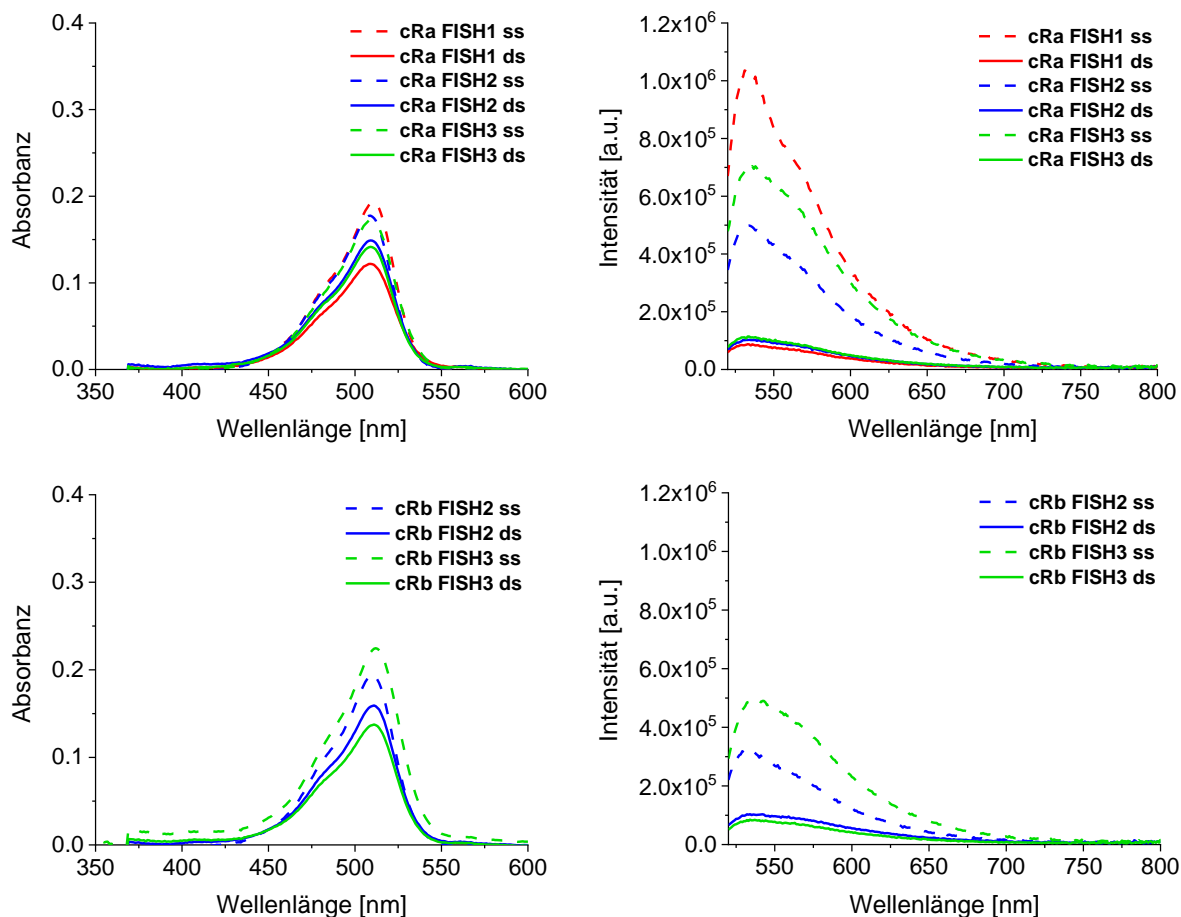 0.4
0.3
0.2
0.1
0.0
Absorbanz
350 400 450 500 550 600
Wellenlänge [nm]
cRa FISH1 ss
cRa FISH1 ds
cRa FISH2 ss
cRa FISH2 ds
cRa FISH3 ss
cRa FISH3 ds
1.2x10⁶
1.0x10⁶
8.0x10⁵
6.0x10⁵
4.0x10⁵
2.0x10⁵
0.0
Intensität [a.u.]
550 600 650 700 750 800
Wellenlänge [nm]
cRa FISH1 ss
cRa FISH1 ds
cRa FISH2 ss
cRa FISH2 ds
cRa FISH3 ss
cRa FISH3 ds
0.4
0.3
0.2
0.1
0.0
Absorbanz
350 400 450 500 550 600
Wellenlänge [nm]
cRb FISH2 ss
cRb FISH2 ds
cRb FISH3 ss
cRb FISH3 ds
1.2x10⁶
1.0x10⁶
8.0x10⁵
6.0x10⁵
4.0x10⁵
2.0x10⁵
0.0
Intensität [a.u.]
550 600 650 700 750 800
Wellenlänge [nm]
cRb FISH2 ss
cRb FISH2 ds
cRb FISH3 ss
cRb FISH3 ds